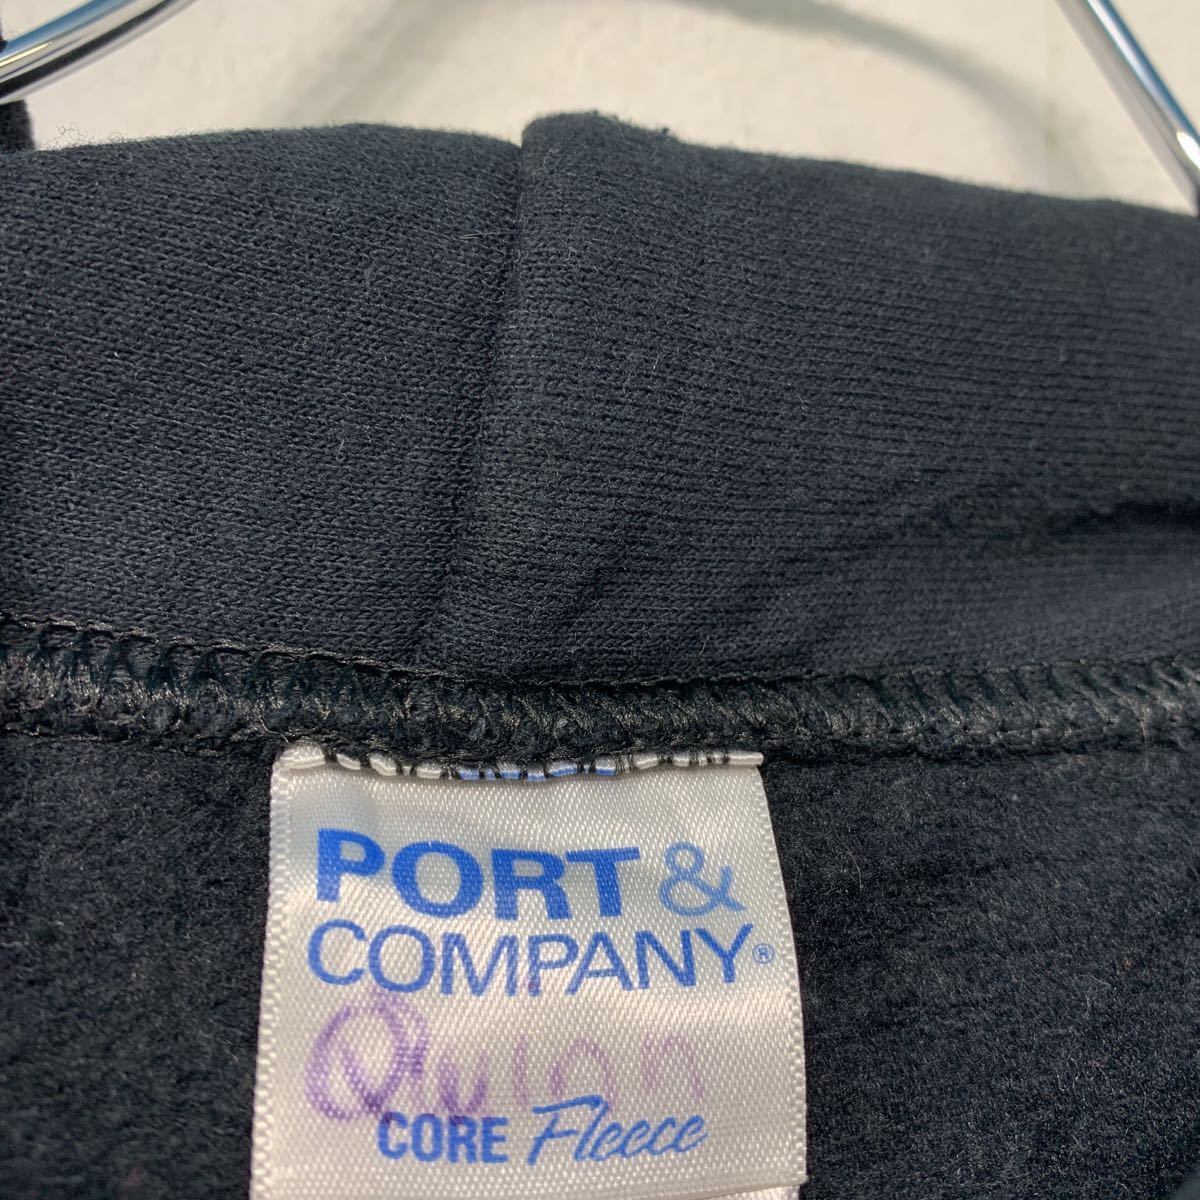 PORT &
COMPANY®
Quinn
CORE Fleece